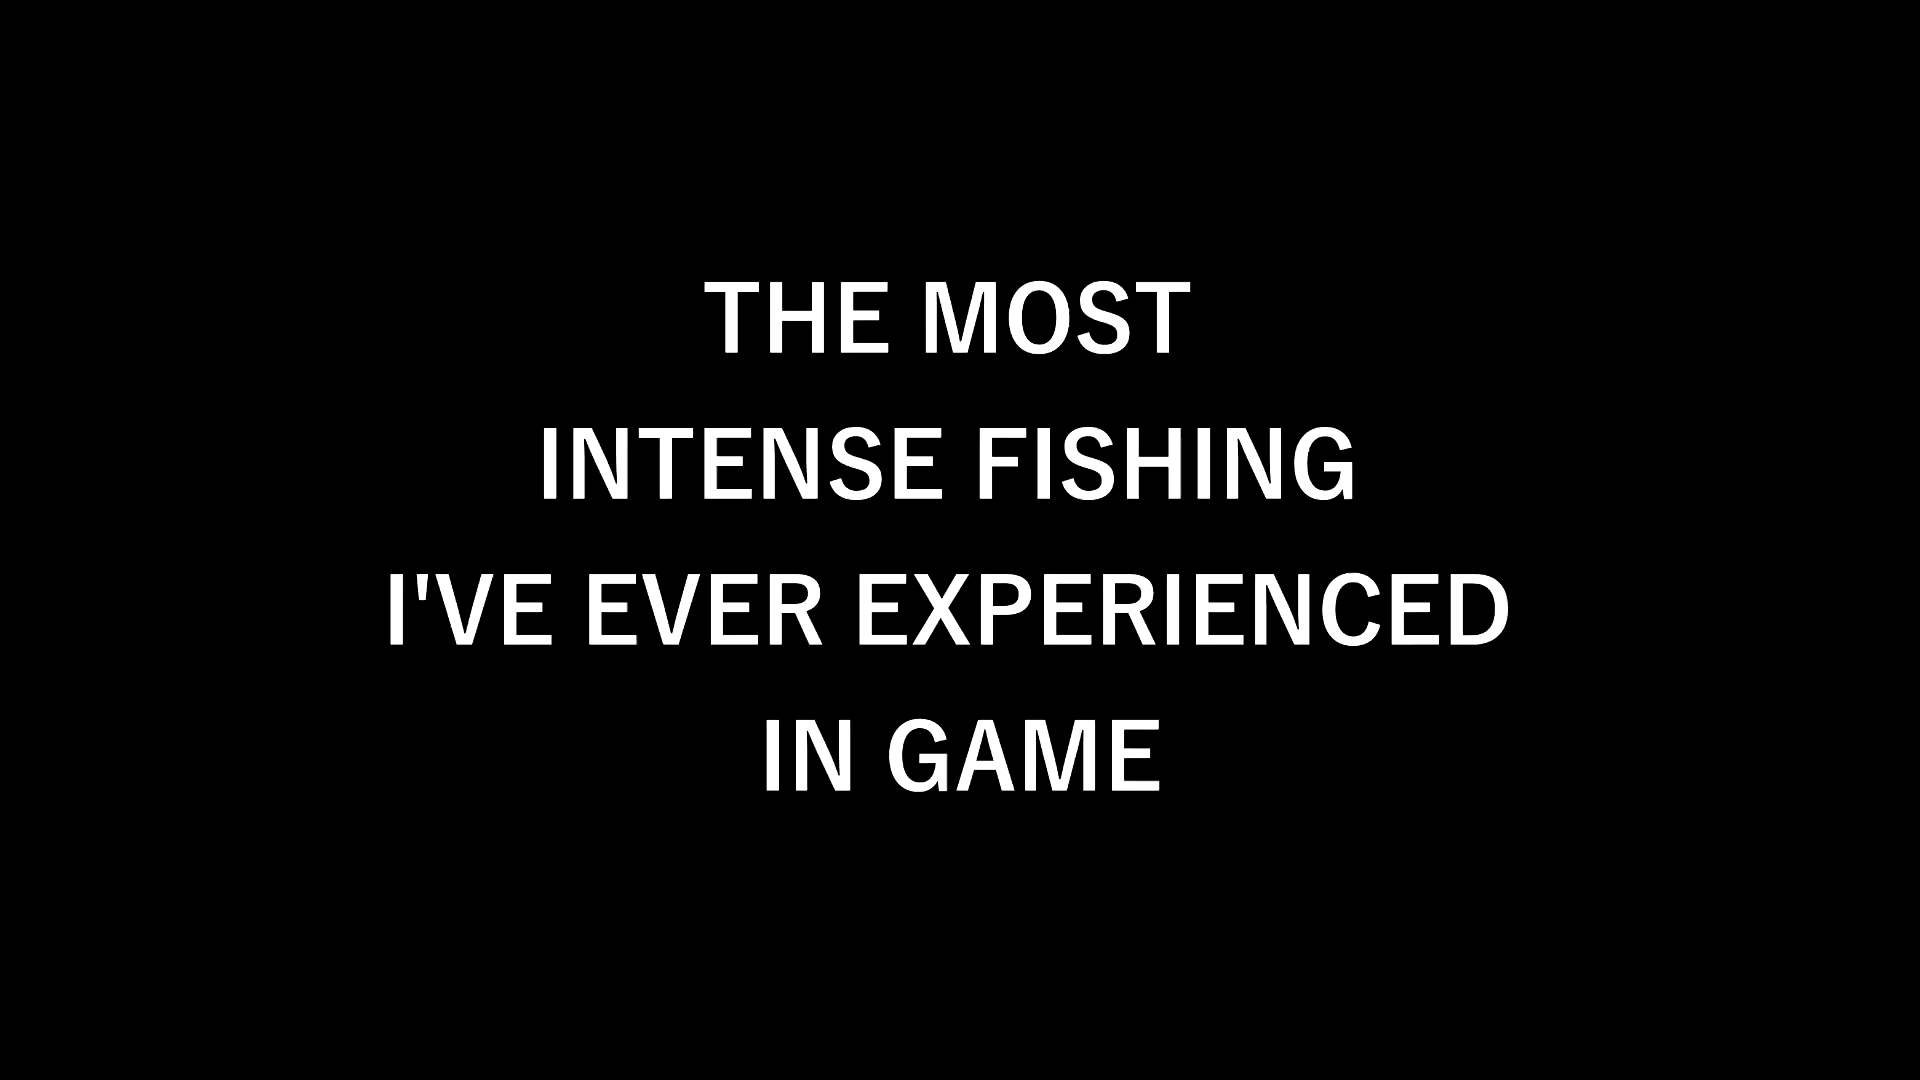 THE MOST
INTENSE FISHING
I'VE EVER EXPERIENCED
IN GAME